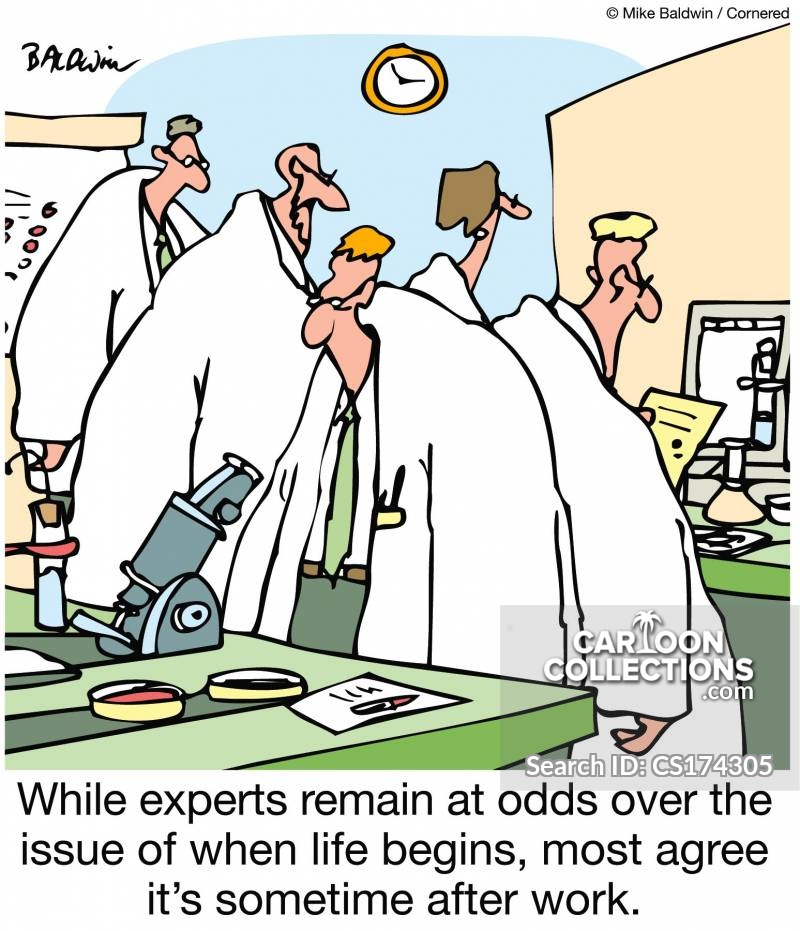 © Mike Baldwin / Cornered
BALDWin
CARTOON
COLLECTIONS
.com
Search ID: CS174305
While experts remain at odds over the
issue of when life begins, most agree
it's sometime after work.